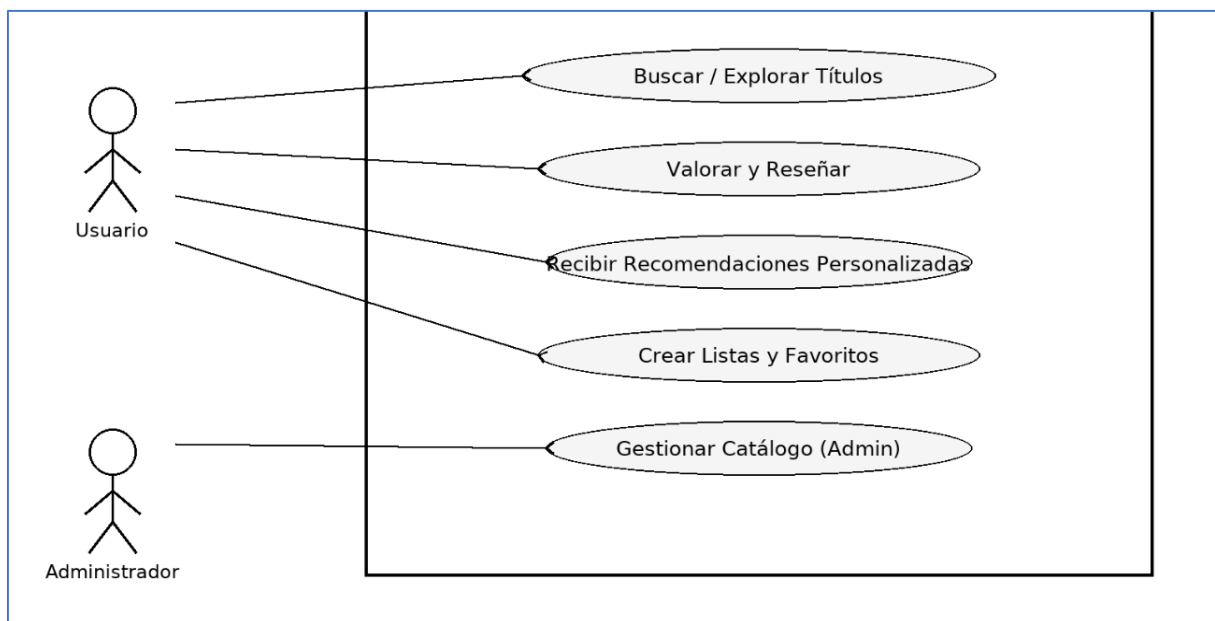 Buscar / Explorar Títulos
Valorar y Reseñar
Usuario
Recibir Recomendaciones Personalizadas
Crear Listas y Favoritos
Gestionar Catálogo (Admin)
Administrador